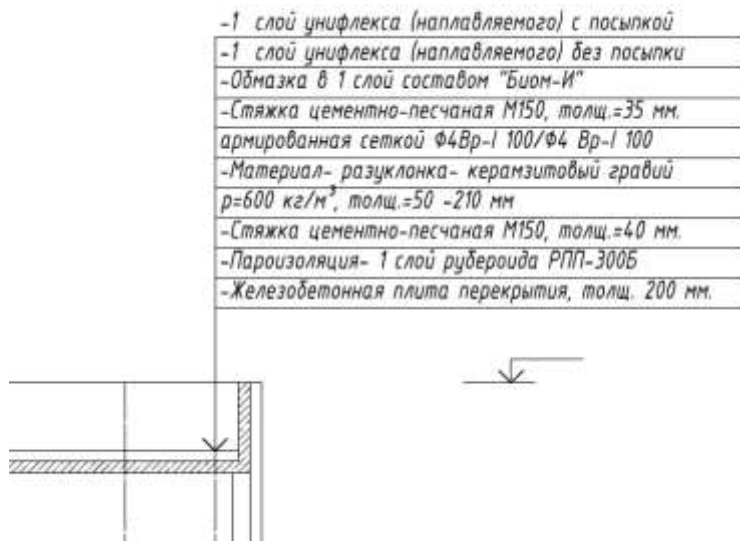 -1 слой унифлекса (наплавляемого) с посыпкой
-1 слой унифлекса (наплавляемого) без посыпки
-Обмазка в 1 слой составом "Биом-И"
-Стяжка цементно-песчаная М150, толщ.=35 мм.
армированная сеткой Ф4Вр-I 100/Ф4 Вр-I 100
-Материал- разуклонка- керамзитовый гравий
p=600 кг/м³, толщ.=50 -210 мм
-Стяжка цементно-песчаная М150, толщ.=40 мм.
-Пароизоляция- 1 слой рубероида РПП-300Б
-Железобетонная плита перекрытия, толщ. 200 мм.